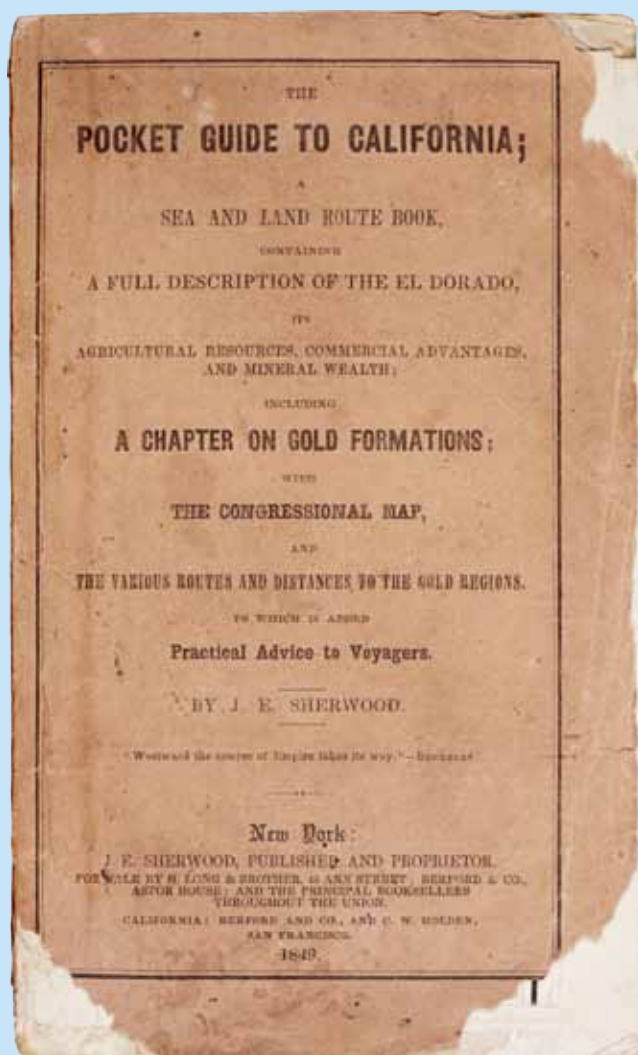 THE
POCKET GUIDE TO CALIFORNIA;
A
SEA AND LAND ROUTE BOOK,
CONTAINING
A FULL DESCRIPTION OF THE EL DORADO,
ITS
AGRICULTURAL RESOURCES, COMMERCIAL ADVANTAGES,
AND MINERAL WEALTH;
INCLUDING
A CHAPTER ON GOLD FORMATIONS;
WITH
THE CONGRESSIONAL MAP,
AND
THE VARIOUS ROUTES AND DISTANCES TO THE GOLD REGIONS.
TO WHICH IS ADDED
Practical Advice to Voyagers.
BY J. E. SHERWOOD.
"Westward the course of Empire takes its way."—
New York:
J. E. SHERWOOD, PUBLISHER AND PROPRIETOR.
FOR SALE BY H. LONG & BROTHER, ANN STREET; BERFORD & CO.,
ASTOR HOUSE; AND THE PRINCIPAL BOOKSELLERS
THROUGHOUT THE UNION.
CALIFORNIA: BERFORD AND CO., AND C. W. HOLDEN,
SAN FRANCISCO.
1849.